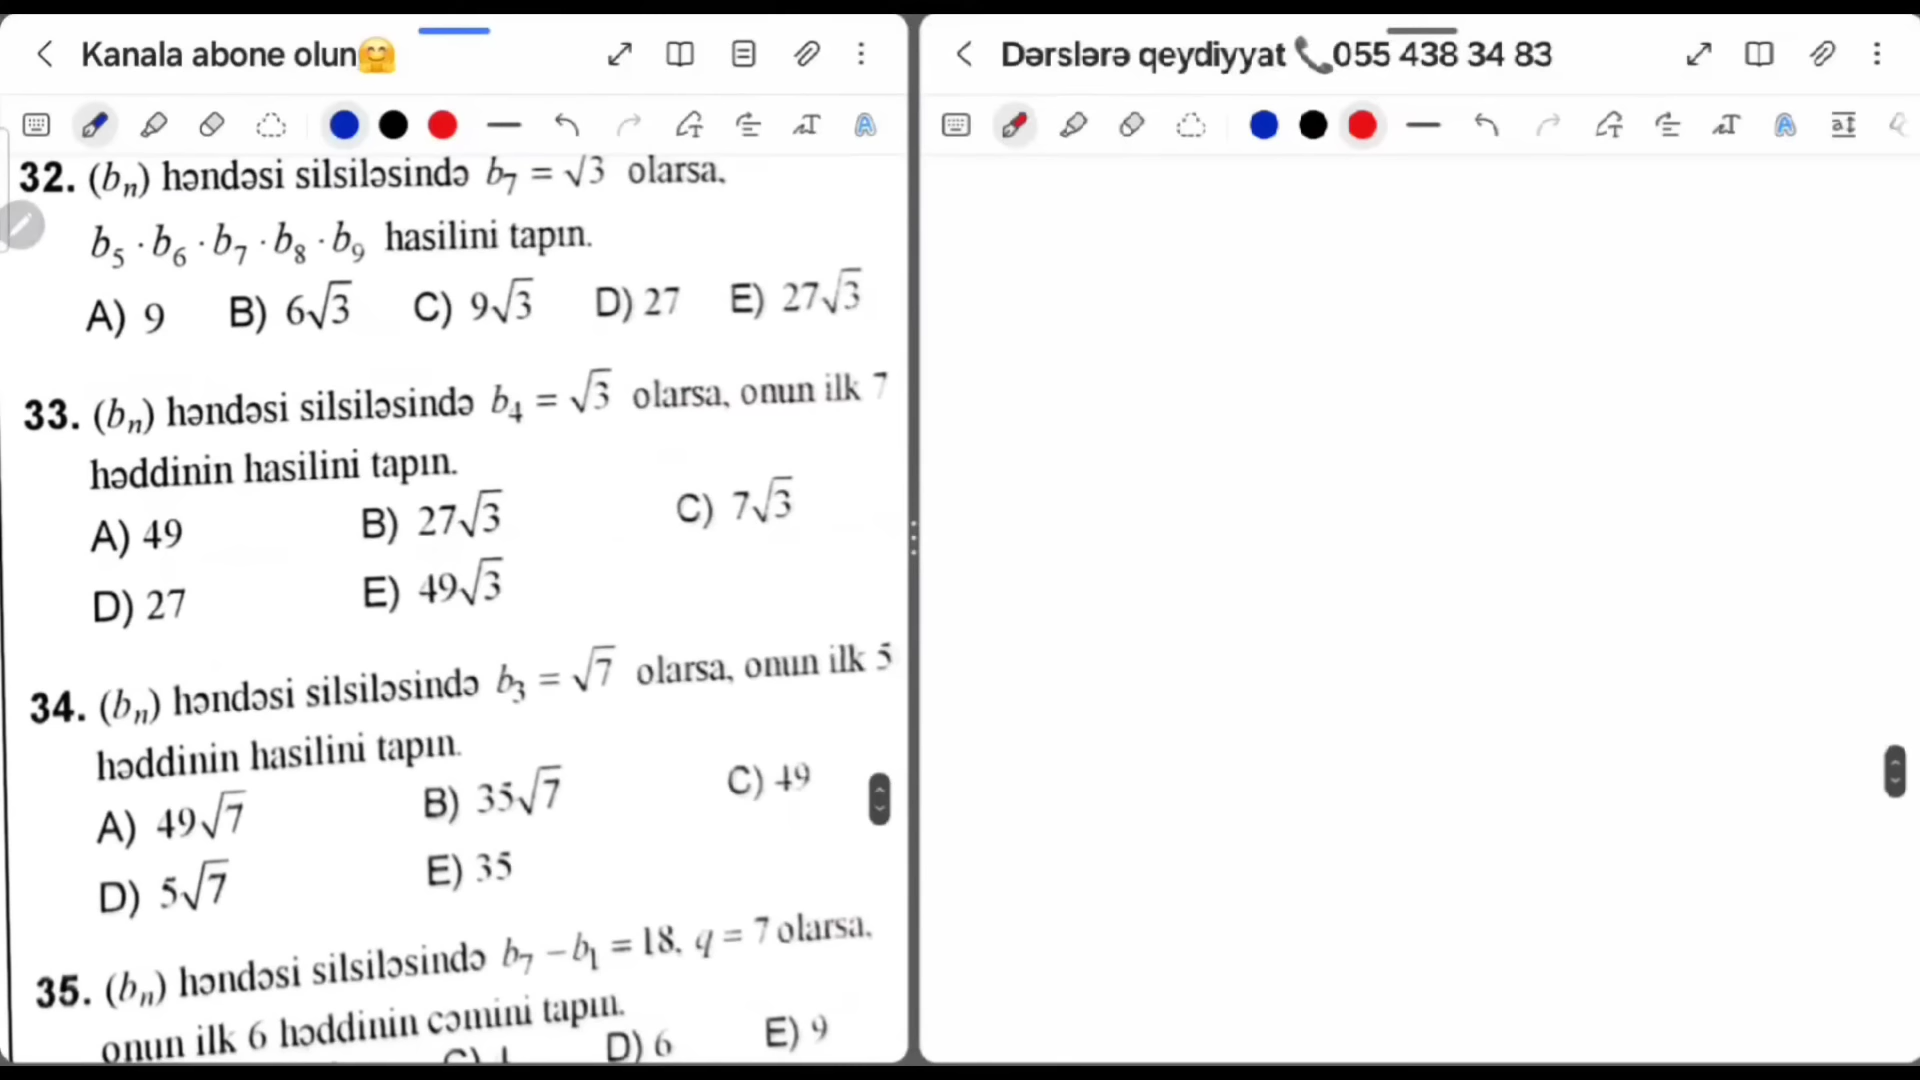 Kanala abone olun🤗
Dərslərə qeydiyyat 📞055 438 34 83
32. (bₙ) həndəsi silsiləsində b₇ = √3 olarsa,
b₅ · b₆ · b₇ · b₈ · b₉ hasilini tapın.
A) 9 B) 6√3 C) 9√3 D) 27 E) 27√3
33. (bₙ) həndəsi silsiləsində b₄ = √3 olarsa, onun ilk 7
həddinin hasilini tapın.
A) 49 B) 27√3 C) 7√3
D) 27 E) 49√3
34. (bₙ) həndəsi silsiləsində b₃ = √7 olarsa, onun ilk 5
həddinin hasilini tapın.
A) 49√7 B) 35√7 C) 49
D) 5√7 E) 35
35. (bₙ) həndəsi silsiləsində b₇ − b₁ = 18, q = 7 olarsa,
onun ilk 6 həddinin cəmini tapın.
D) 6 E) 9